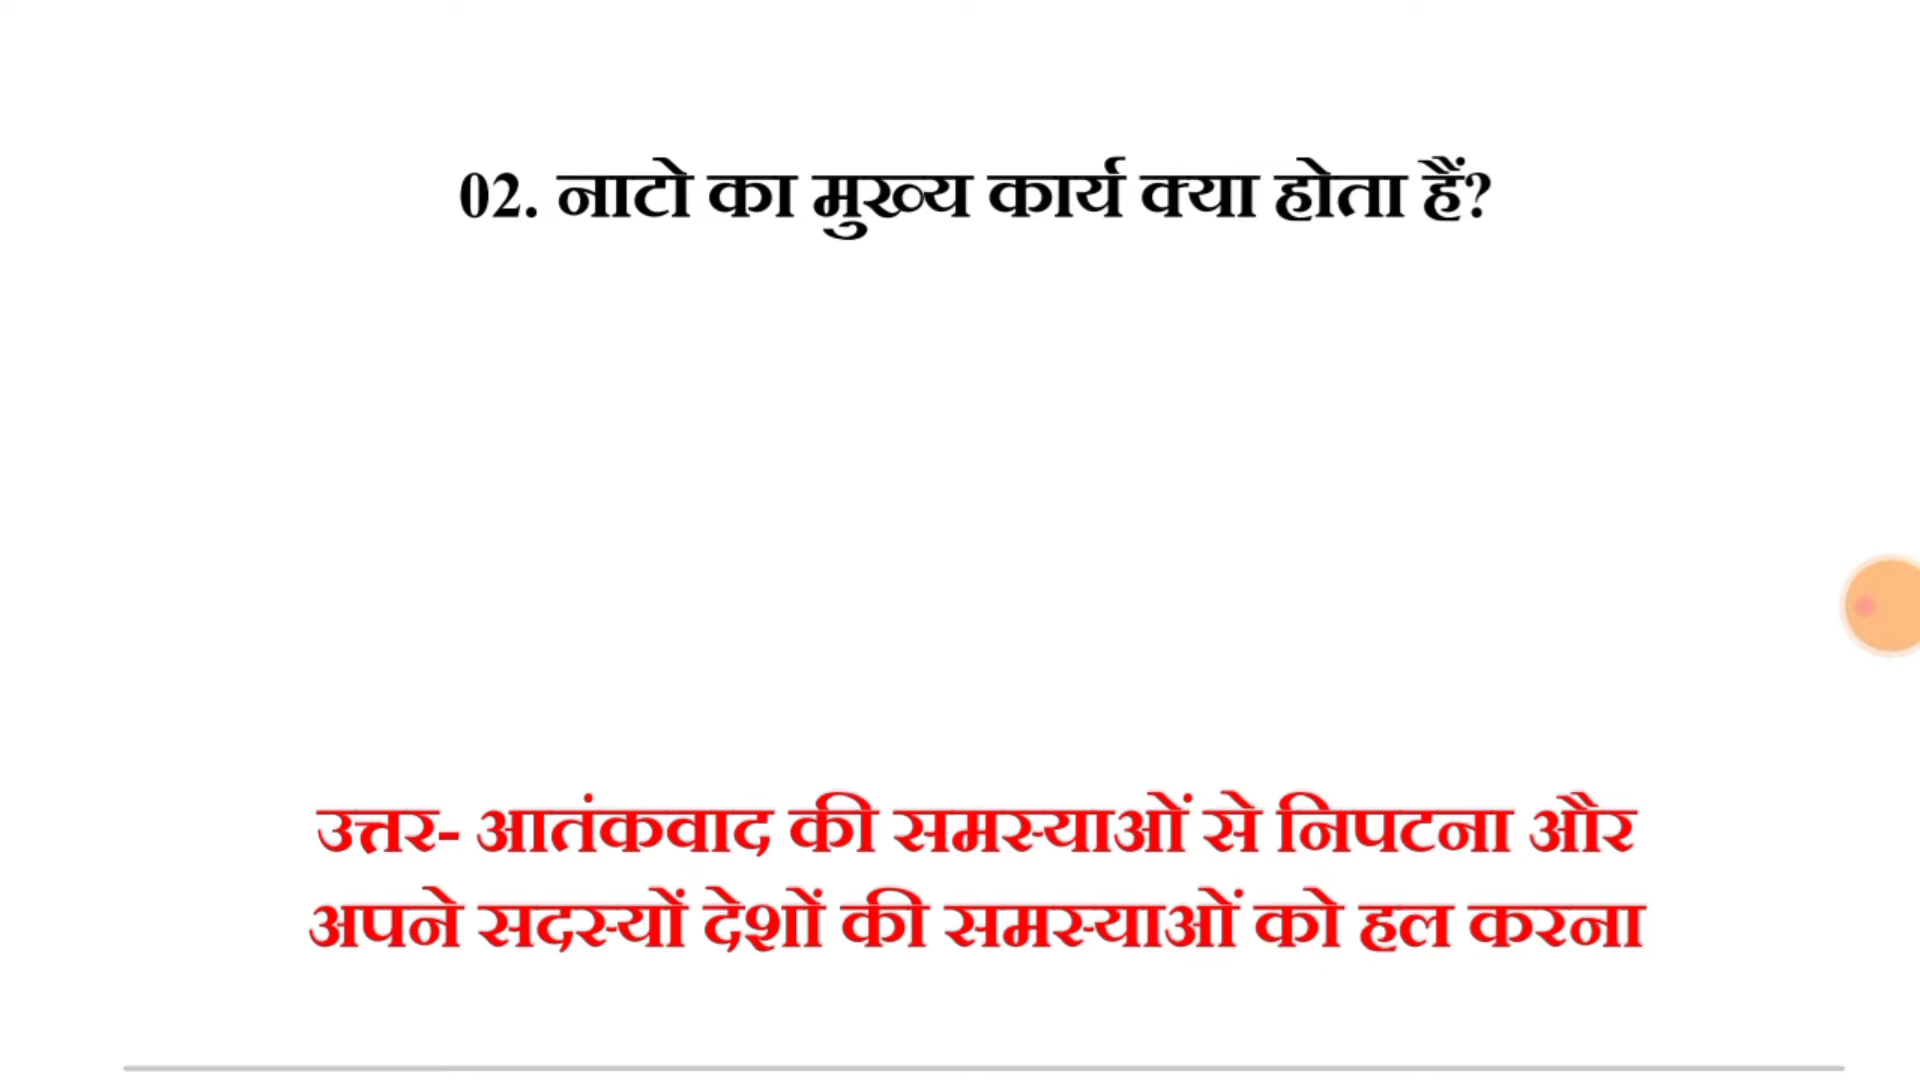 02. नाटो का मुख्य कार्य क्या होता हैं?
उत्तर- आतंकवाद की समस्याओं से निपटना और
अपने सदस्यों देशों की समस्याओं को हल करना